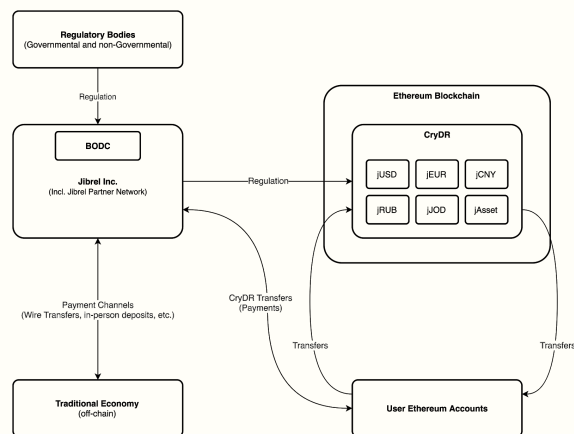 Regulatory Bodies
(Governmental and non-Governmental)
Regulation
Ethereum Blockchain
CryDR
BODC
jUSD
jEUR
jCNY
Jibrel Inc.
(Incl. Jibrel Partner Network)
Regulation
jRUB
jJOD
jAsset
Payment Channels
(Wire Transfers, in-person deposits, etc.)
CryDR Transfers
(Payments)
Transfers
Transfers
Traditional Economy
(off-chain)
User Ethereum Accounts